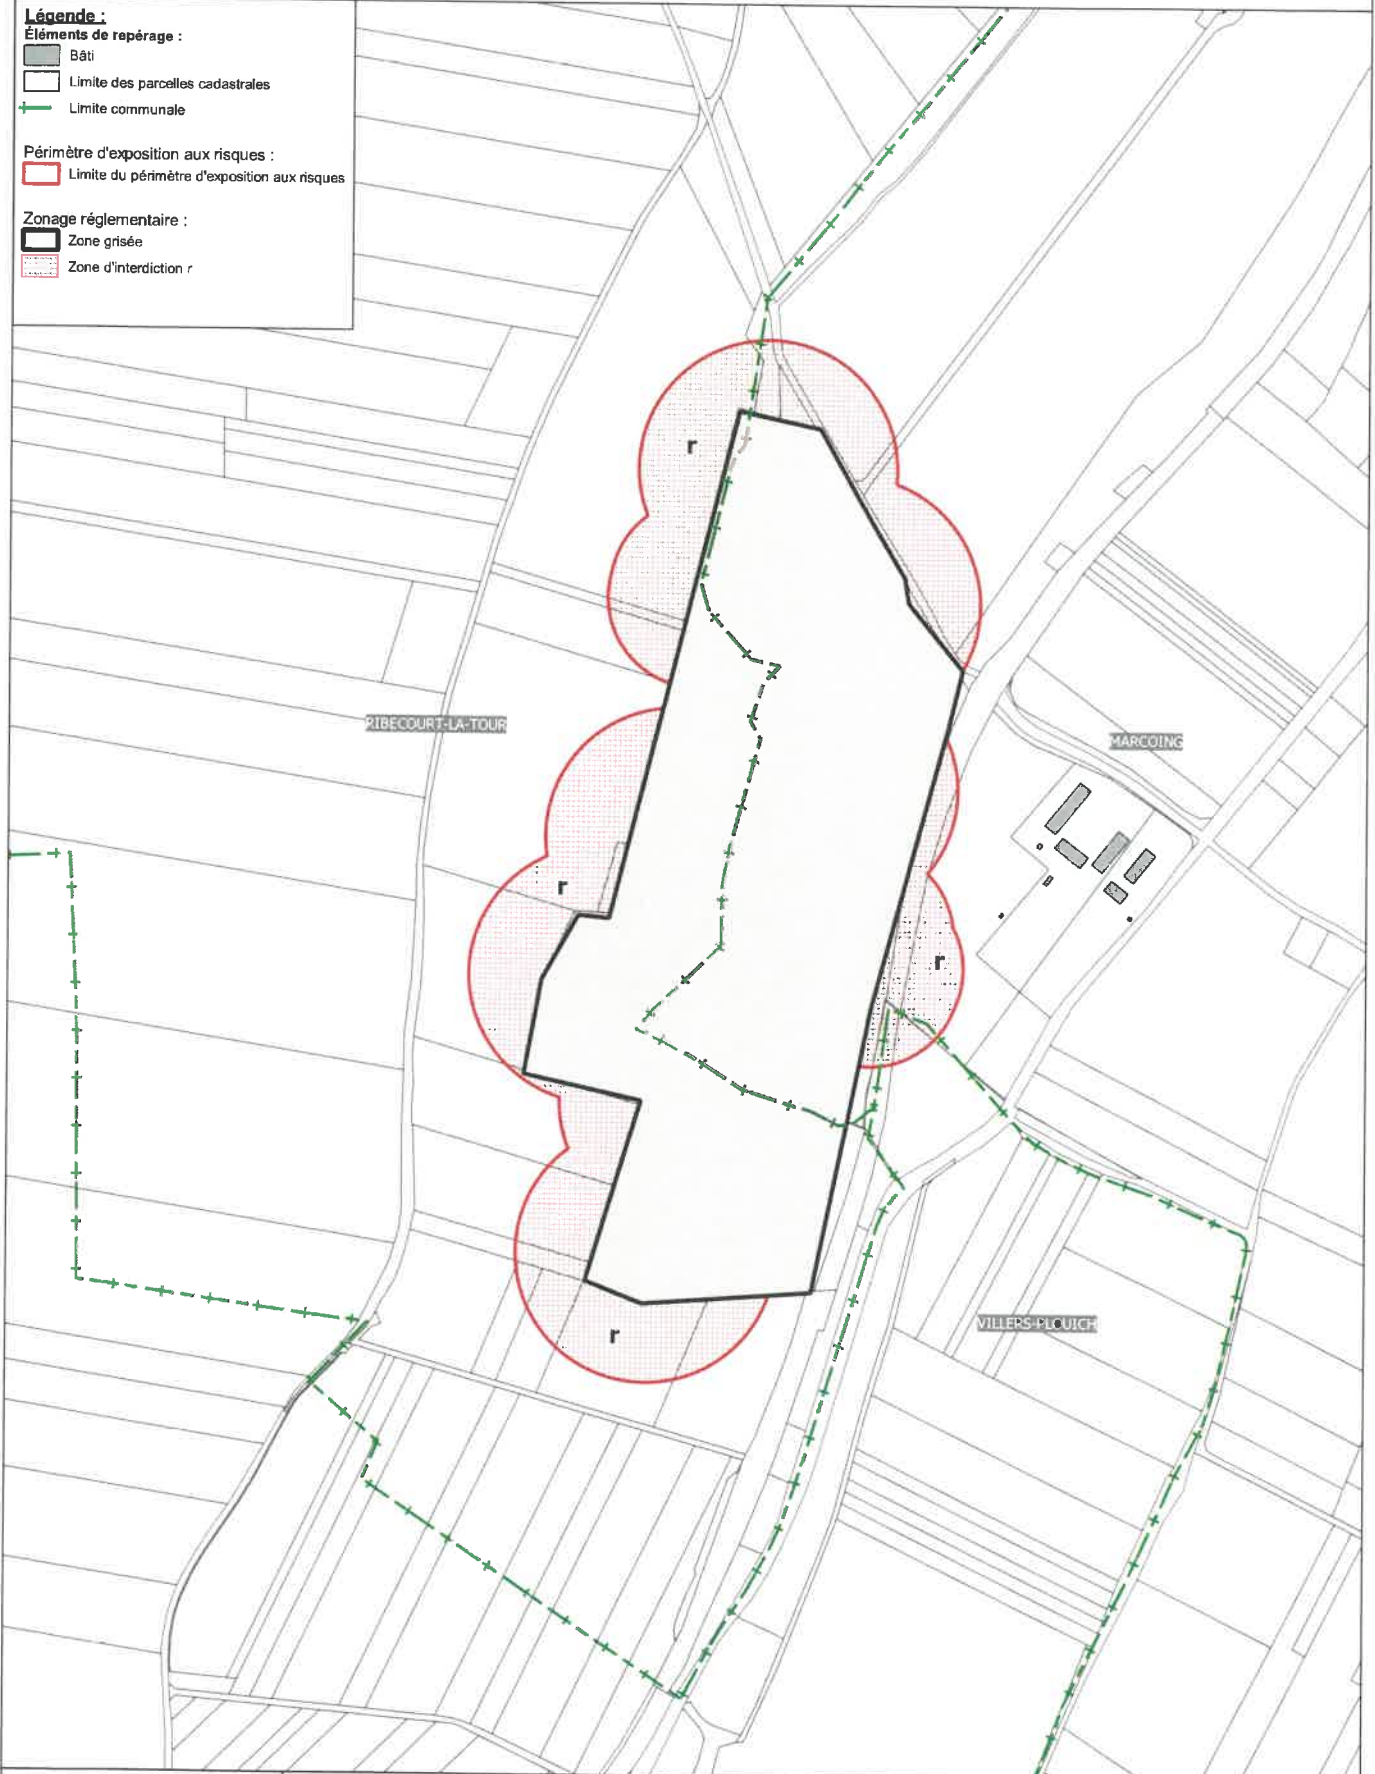 Légende :
Éléments de repérage :
Bâti
Limite des parcelles cadastrales
Limite communale
Périmètre d'exposition aux risques :
Limite du périmètre d'exposition aux risques
Zonage réglementaire :
Zone grisée
Zone d'interdiction r
r
RIBECOURT-LA-TOUR
MARCOING
r
r
VILLERS-PLOUICH
r